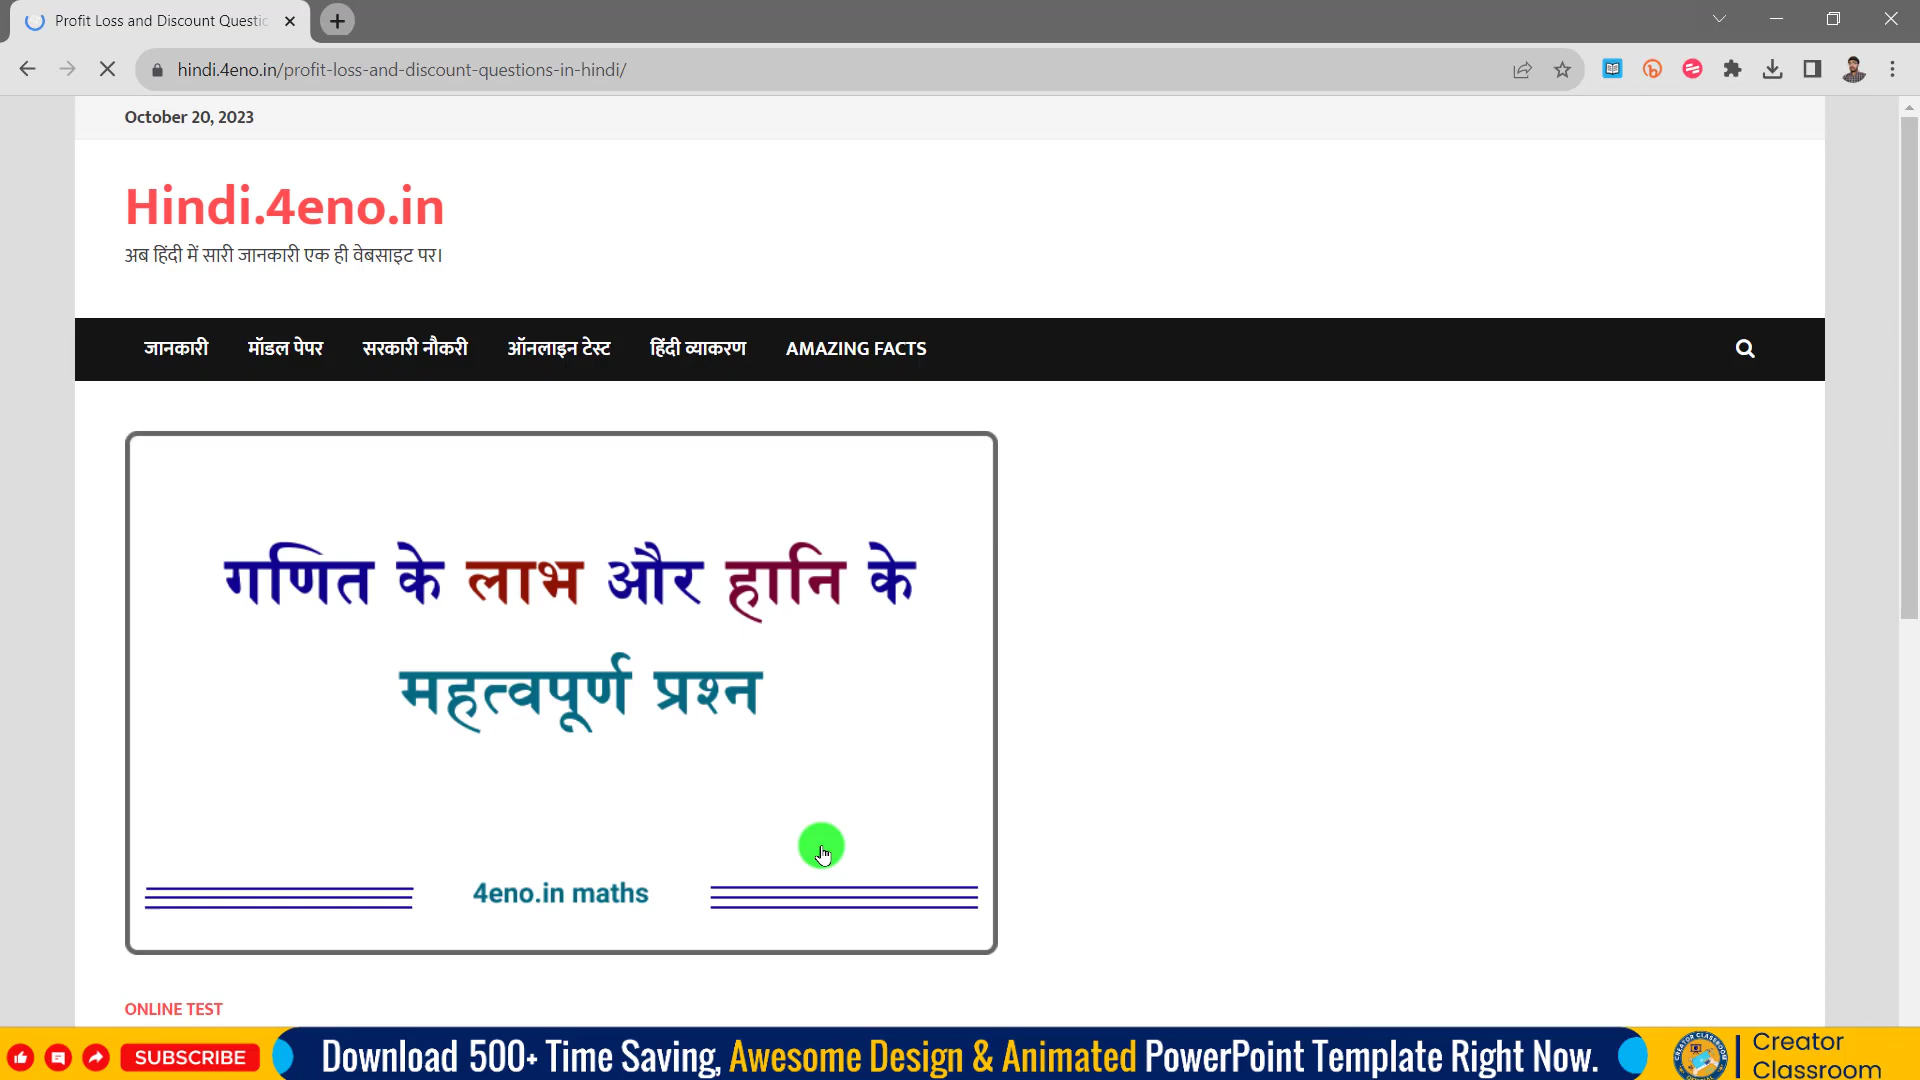 Profit Loss and Discount Questic
hindi.4eno.in/profit-loss-and-discount-questions-in-hindi/
October 20, 2023
Hindi.4eno.in
अब हिंदी में सारी जानकारी एक ही वेबसाइट पर।
जानकारी मॉडल पेपर सरकारी नौकरी ऑनलाइन टेस्ट हिंदी व्याकरण AMAZING FACTS
गणित के लाभ और हानि के
महत्वपूर्ण प्रश्न
4eno.in maths
ONLINE TEST
SUBSCRIBE
Download 500+ Time Saving, Awesome Design & Animated PowerPoint Template Right Now.
Creator
Classroom